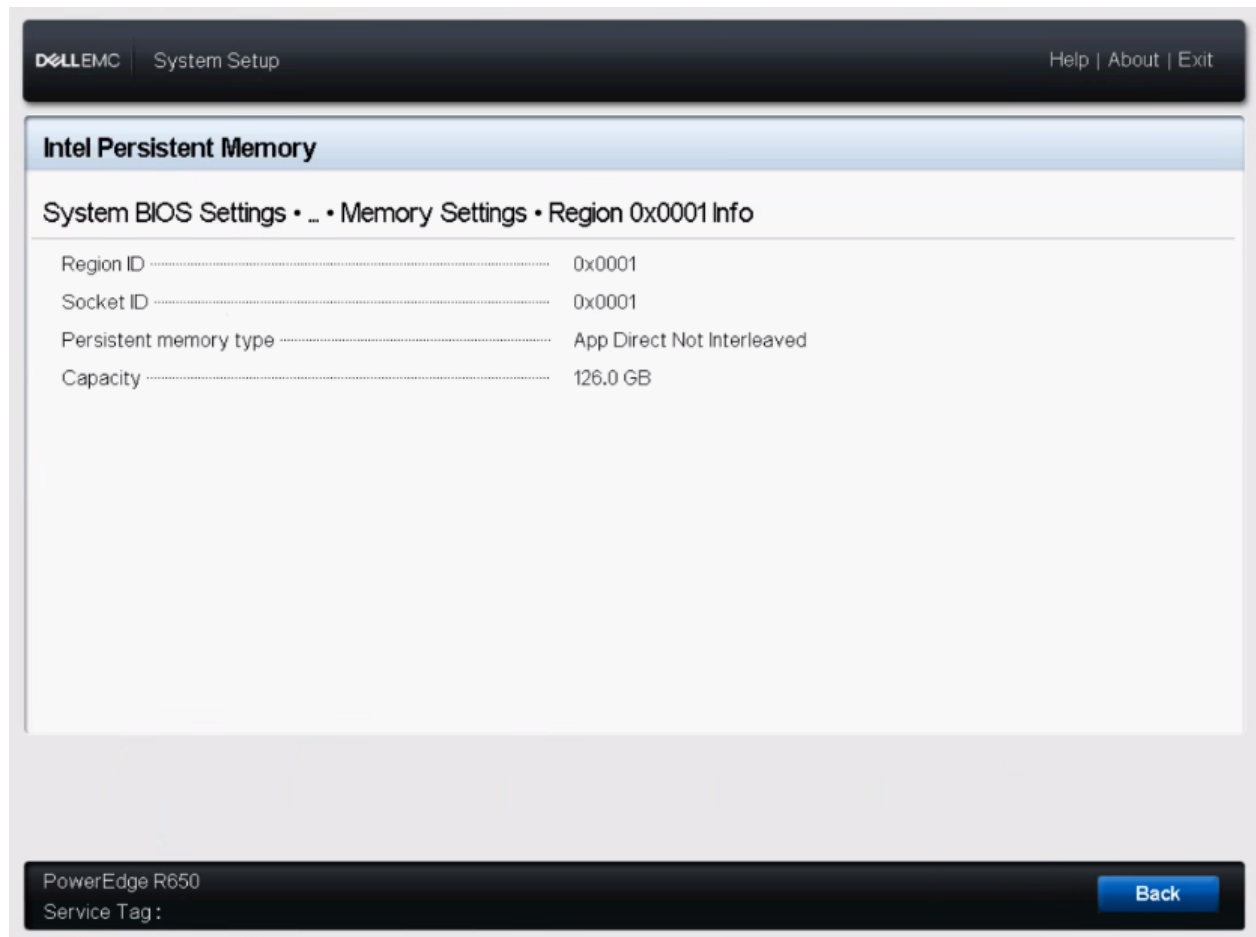 DELLEMC System Setup Help | About | Exit
Intel Persistent Memory
System BIOS Settings • ... • Memory Settings • Region 0x0001 Info
Region ID 0x0001
Socket ID 0x0001
Persistent memory type App Direct Not Interleaved
Capacity 126.0 GB
PowerEdge R650
Service Tag :
Back